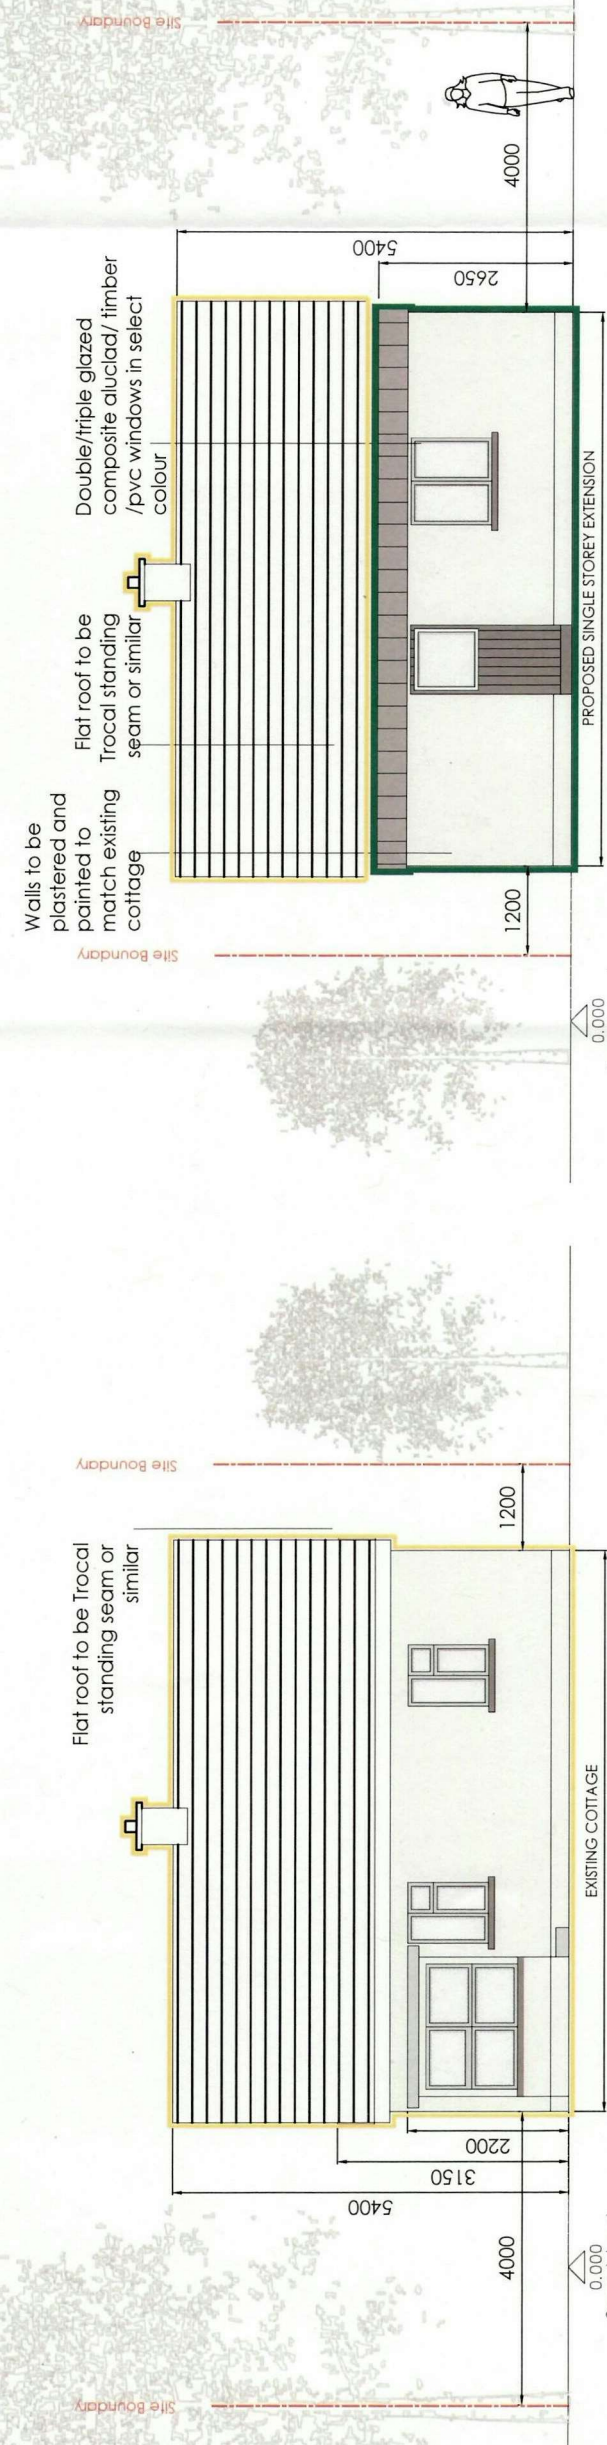 Flat roof to be Trocal
standing seam or
similar
Site Boundary
Site Boundary
5400
3150
2200
4000
1200
0.000
EXISTING COTTAGE
Walls to be
plastered and
painted to
match existing
cottage
Flat roof to be
Trocal standing
seam or similar
Double/triple glazed
composite aluclad/ timber
/pvc windows in select
colour
Site Boundary
Site Boundary
1200
5400
2650
4000
0.000
PROPOSED SINGLE STOREY EXTENSION